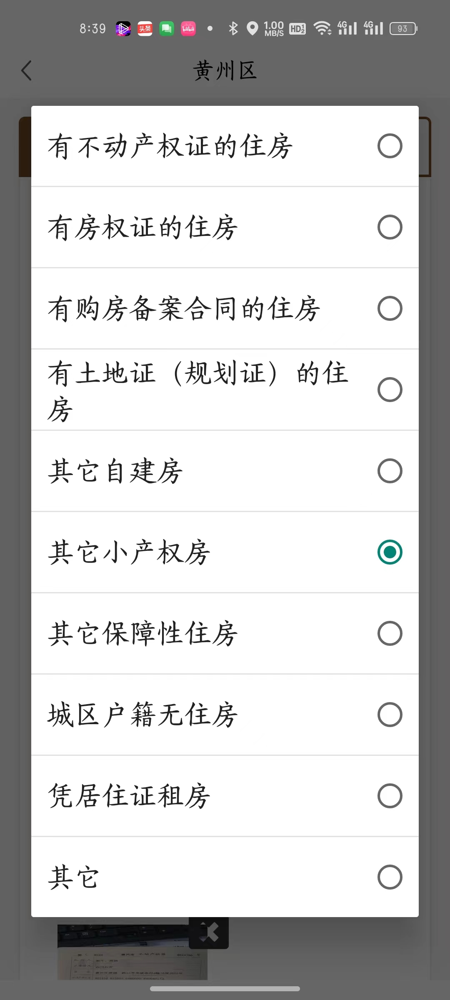 8:39 头条 bilibili 1.00 MB/S HD 1 2 4G 4G 93
黄州区
有不动产权证的住房
有房权证的住房
有购房备案合同的住房
有土地证（规划证）的住
房
其它自建房
其它小产权房
其它保障性住房
城区户籍无住房
凭居住证租房
其它